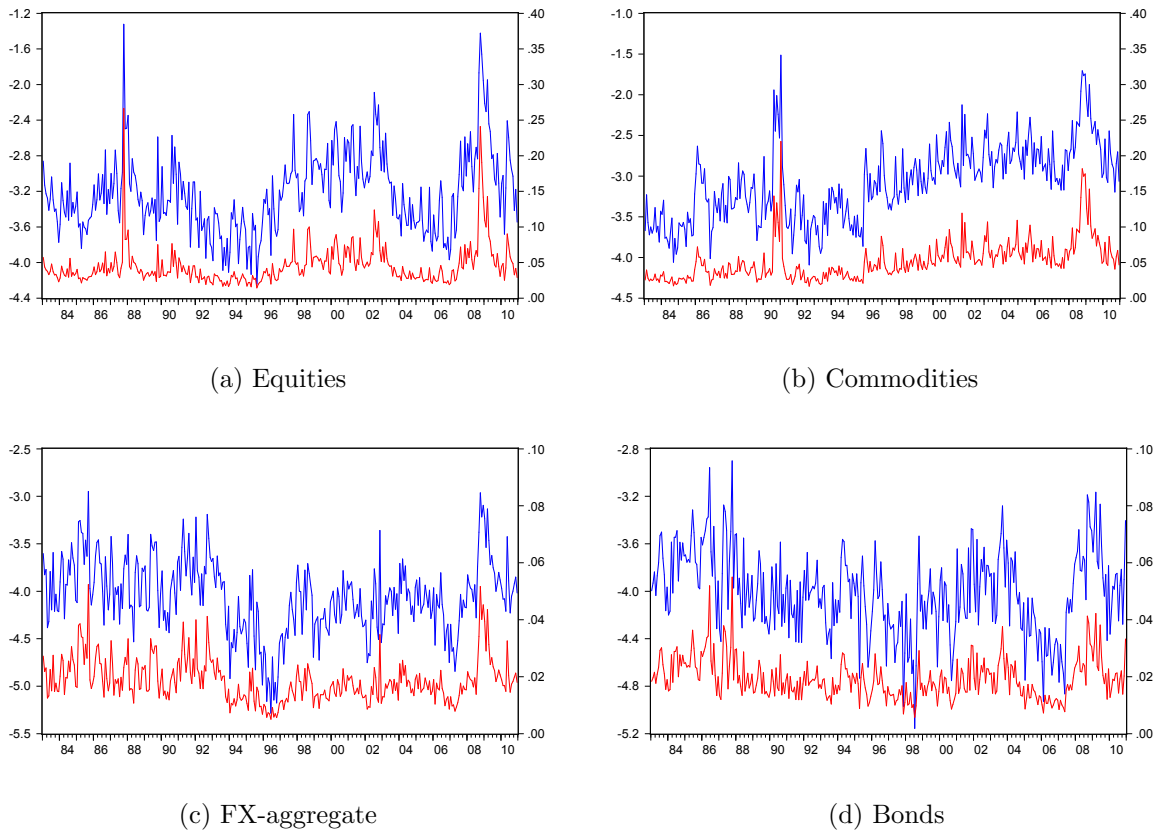 -1.2 -1.6 -2.0 -2.4 -2.8 -3.2 -3.6 -4.0 -4.4
.40 .35 .30 .25 .20 .15 .10 .05 .00
84 86 88 90 92 94 96 98 00 02 04 06 08 10
(a) Equities
-1.0 -1.5 -2.0 -2.5 -3.0 -3.5 -4.0 -4.5
.40 .35 .30 .25 .20 .15 .10 .05 .00
84 86 88 90 92 94 96 98 00 02 04 06 08 10
(b) Commodities
-2.5 -3.0 -3.5 -4.0 -4.5 -5.0 -5.5
.10 .08 .06 .04 .02 .00
84 86 88 90 92 94 96 98 00 02 04 06 08 10
(c) FX-aggregate
-2.8 -3.2 -3.6 -4.0 -4.4 -4.8 -5.2
.10 .08 .06 .04 .02 .00
84 86 88 90 92 94 96 98 00 02 04 06 08 10
(d) Bonds